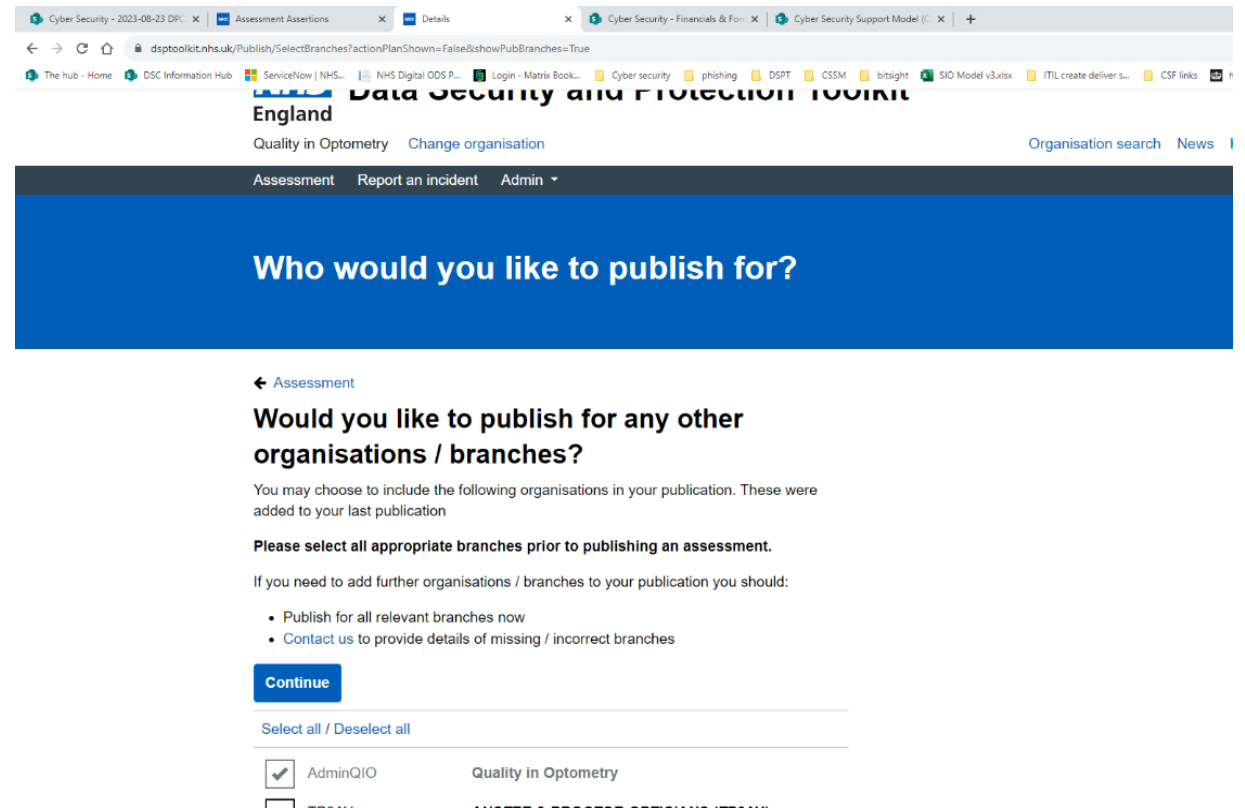 Cyber Security - 2023-08-23 DPC
Assessment Assertions
Details
Cyber Security - Financials & For
Cyber Security Support Model (C
dsptoolkit.nhs.uk/Publish/SelectBranches?actionPlanShown=False&showPubBranches=True
The hub - Home
DSC Information Hub
ServiceNow | NHS...
NHS Digital ODS P...
Login - Matrix Book...
Cyber security
phishing
DSPT
CSSM
bitsight
SIO Model v3.xlsx
ITIL create deliver s...
CSF links
Data Security and Protection Toolkit
England
Quality in Optometry Change organisation
Organisation search News
Assessment Report an incident Admin
Who would you like to publish for?
Assessment
Would you like to publish for any other
organisations / branches?
You may choose to include the following organisations in your publication. These were
added to your last publication
Please select all appropriate branches prior to publishing an assessment.
If you need to add further organisations / branches to your publication you should:
• Publish for all relevant branches now
• Contact us to provide details of missing / incorrect branches
Continue
Select all / Deselect all
AdminQIO Quality in Optometry